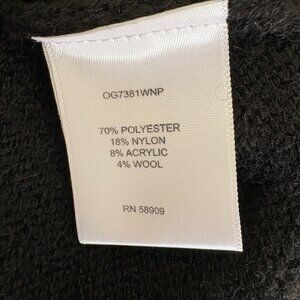 OG7381WNP
70% POLYESTER
18% NYLON
8% ACRYLIC
4% WOOL
RN 58909